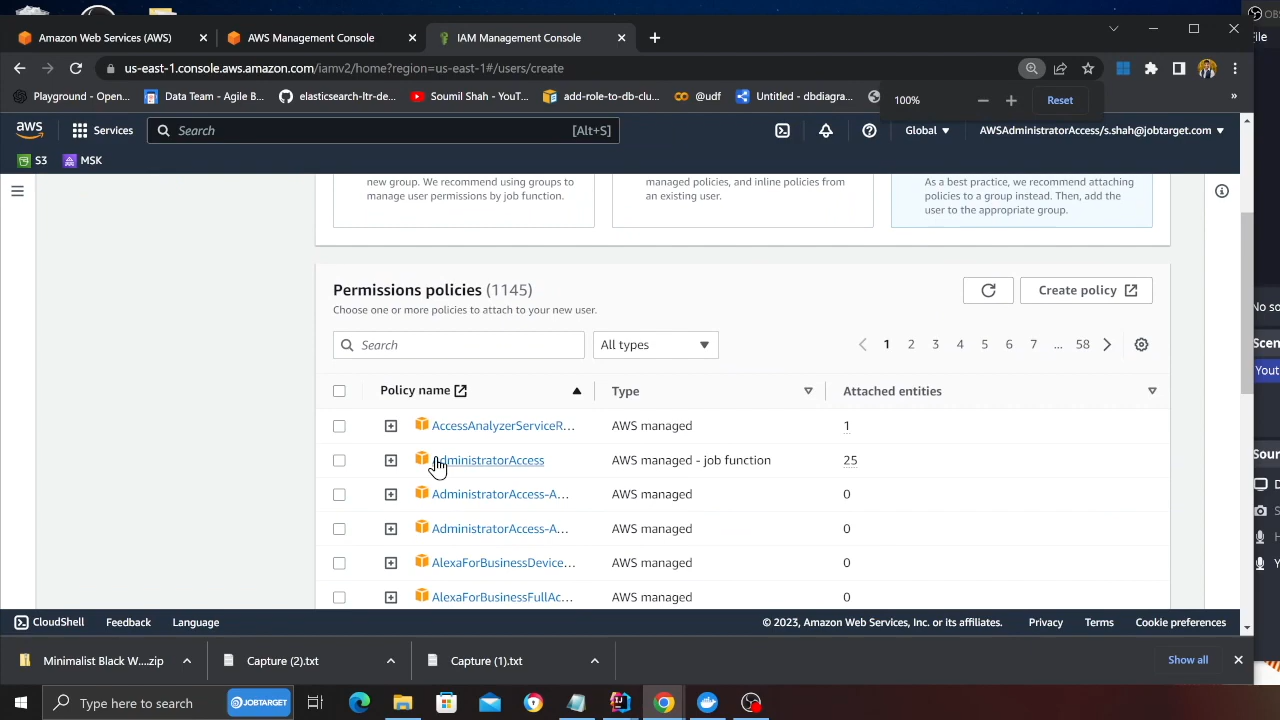 Amazon Web Services (AWS)
AWS Management Console
IAM Management Console
us-east-1.console.aws.amazon.com/iamv2/home?region=us-east-1#/users/create
Playground - Open...
Data Team - Agile B...
elasticsearch-ltr-de...
Soumil Shah - YouT...
add-role-to-db-clu...
@udf
Untitled - dbdiagra...
»
100%
Reset
aws
Services
Search
[Alt+S]
Global
AWSAdministratorAccess/s.shah@jobtarget.com
S3
MSK
new group. We recommend using groups to
manage user permissions by job function.
managed policies, and inline policies from
an existing user.
As a best practice, we recommend attaching
policies to a group instead. Then, add the
user to the appropriate group.
Permissions policies (1145)
Choose one or more policies to attach to your new user.
Create policy
Search
All types
1 2 3 4 5 6 7 ... 58
Policy name
Type
Attached entities
AccessAnalyzerServiceR... AWS managed 1
AdministratorAccess AWS managed - job function 25
AdministratorAccess-A... AWS managed 0
AdministratorAccess-A... AWS managed 0
AlexaForBusinessDevice... AWS managed 0
AlexaForBusinessFullAc... AWS managed 0
CloudShell
Feedback
Language
© 2023, Amazon Web Services, Inc. or its affiliates.
Privacy
Terms
Cookie preferences
Minimalist Black W....zip
Capture (2).txt
Capture (1).txt
Show all
Type here to search
JOBTARGET
OBS
No so
Scen
Yout
Sour